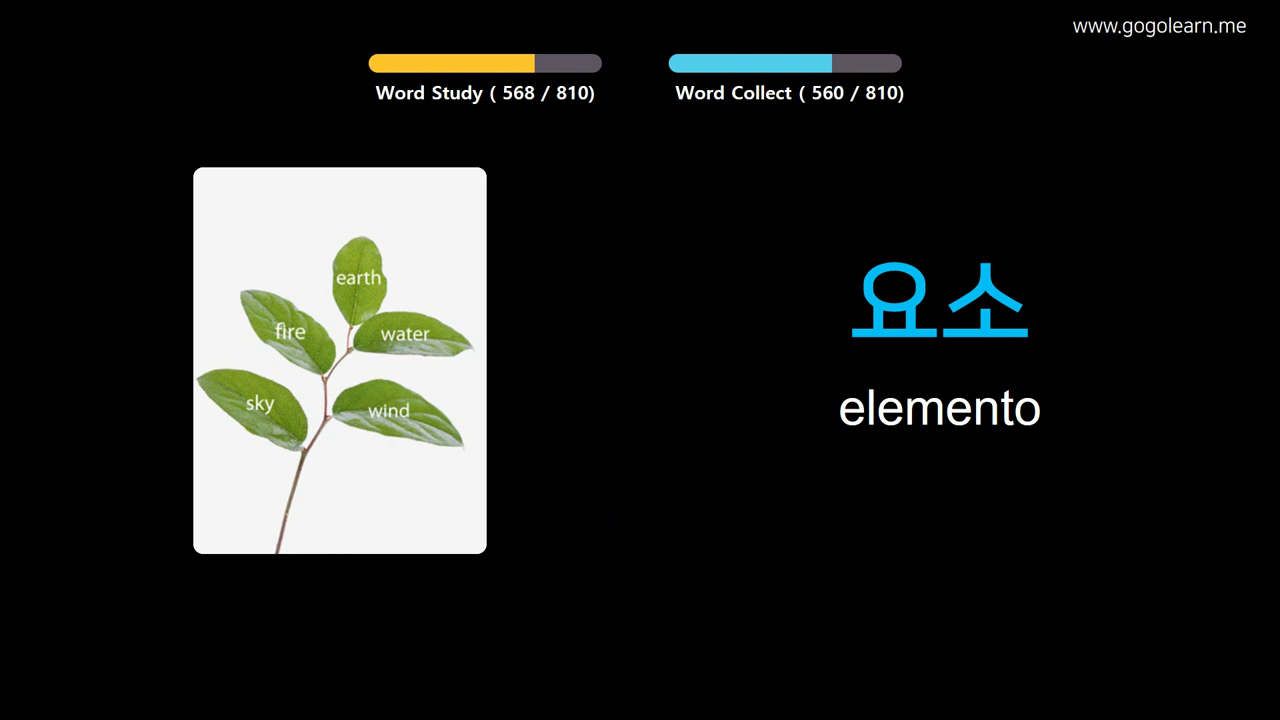 www.gogolearn.me
Word Study ( 568 / 810)
Word Collect ( 560 / 810)
earth
fire
water
sky
wind
요소
elemento